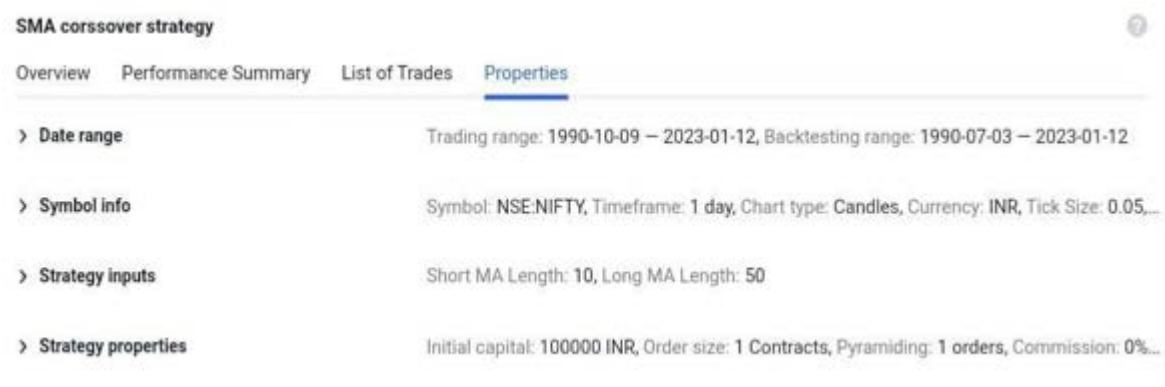 SMA corssover strategy
Overview Performance Summary List of Trades Properties
Date range Trading range: 1990-10-09 — 2023-01-12, Backtesting range: 1990-07-03 — 2023-01-12
Symbol info Symbol: NSE:NIFTY, Timeframe: 1 day, Chart type: Candles, Currency: INR, Tick Size: 0.05,...
Strategy inputs Short MA Length: 10, Long MA Length: 50
Strategy properties Initial capital: 100000 INR, Order size: 1 Contracts, Pyramiding: 1 orders, Commission: 0%...